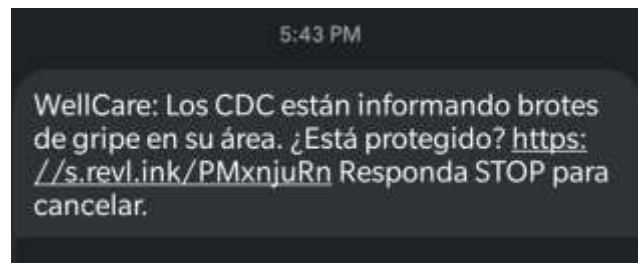 5:43 PM
WellCare: Los CDC están informando brotes
de gripe en su área. ¿Está protegido? https:
//s.revl.ink/PMxnjuRn Responda STOP para
cancelar.